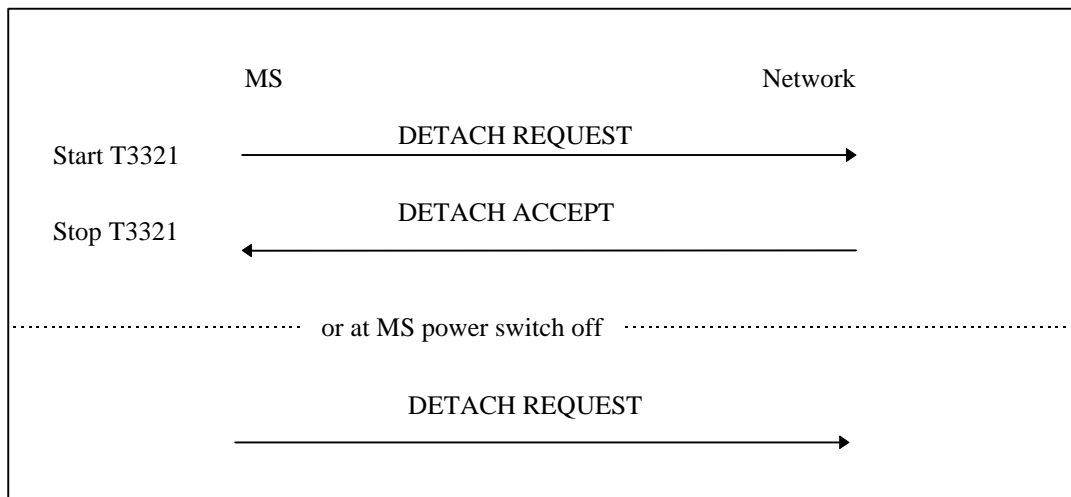 MS Network
DETACH REQUEST
Start T3321
DETACH ACCEPT
Stop T3321
or at MS power switch off
DETACH REQUEST